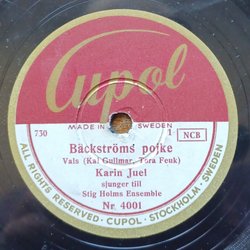 Cupol
MADE IN SWEDEN
730
1
NCB
Bäckströms pojke
Vals (Kai Gullmar, Tora Feuk)
Karin Juel
sjunger till
Stig Holms Ensemble
Nr 4001
ALL RIGHTS RESERVED - CUPOL - STOCKHOLM - SWEDEN